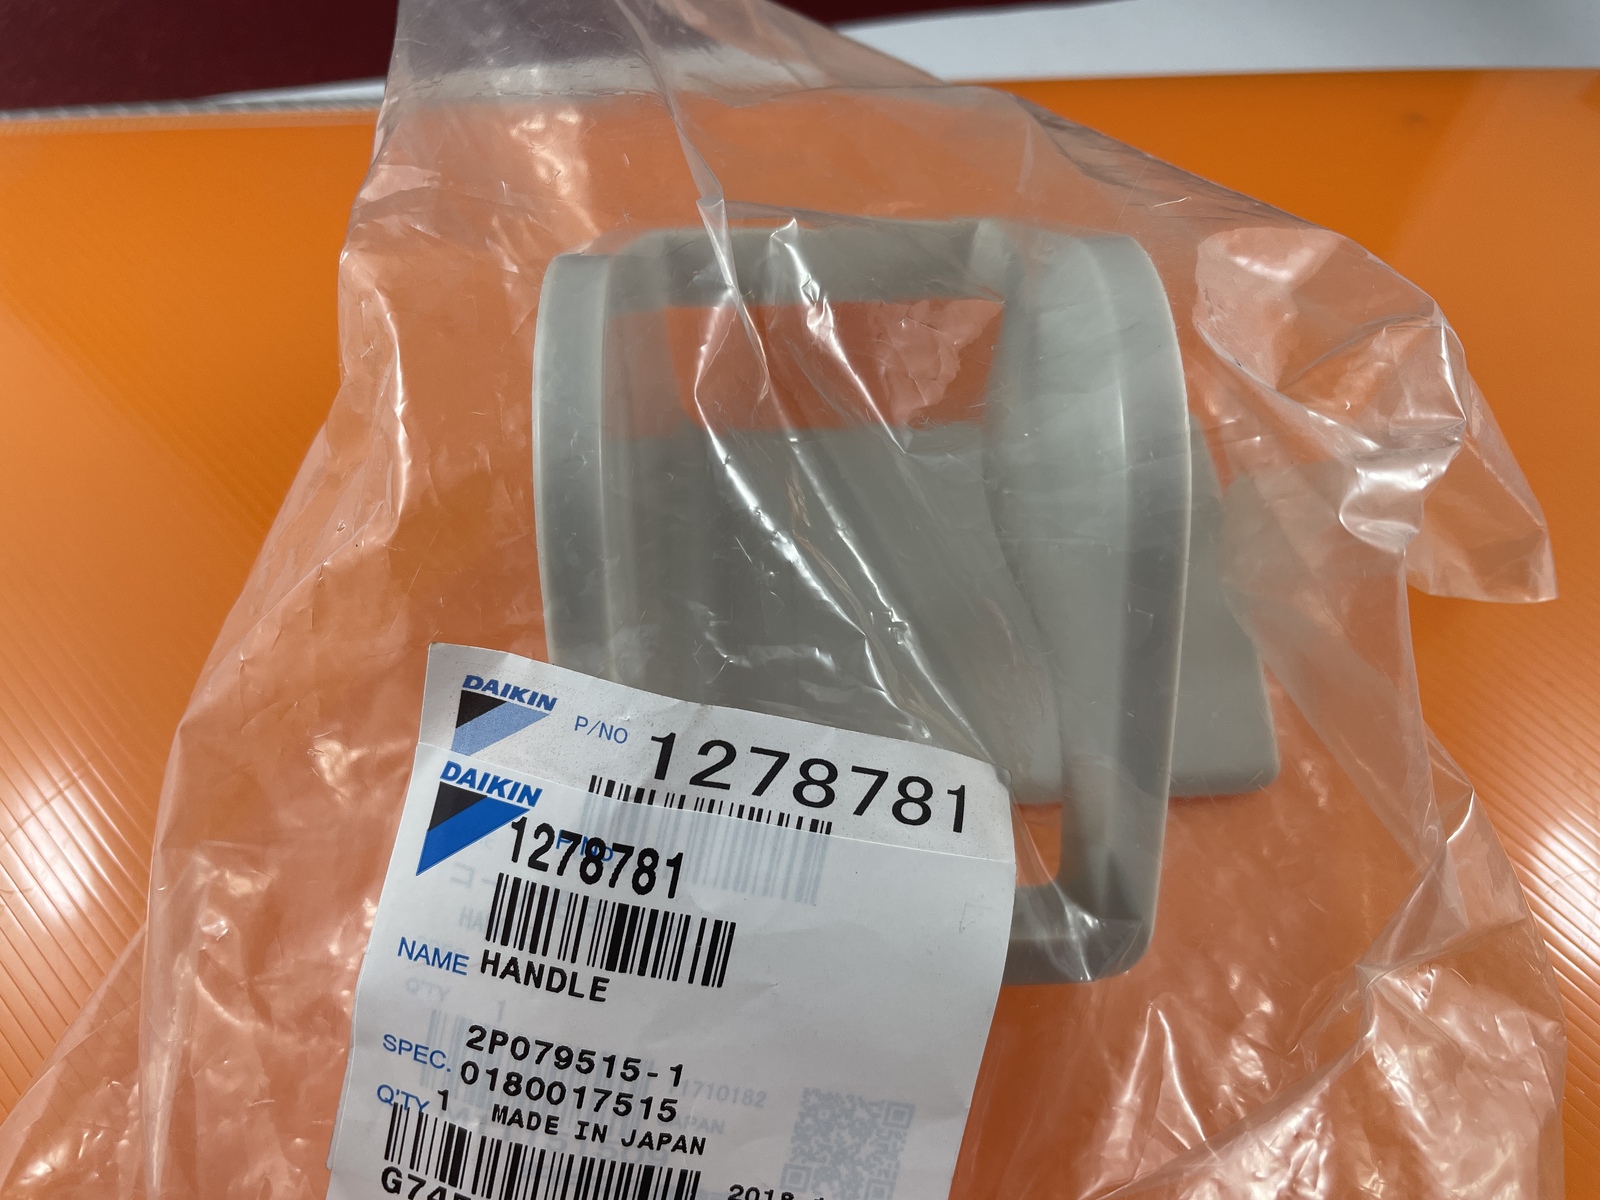 DAIKIN
P/NO 1278781
DAIKIN
1278781
NAME HANDLE
SPEC. 2P079515-1
0180017515
Q'TY 1 MADE IN JAPAN